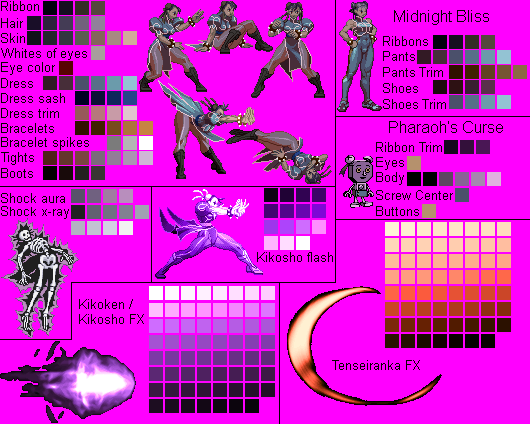 Ribbon
Hair
Skin
Whites of eyes
Eye color
Dress
Dress sash
Dress trim
Bracelets
Bracelet spikes
Tights
Boots
Midnight Bliss
Ribbons
Pants
Pants Trim
Shoes
Shoes Trim
Pharaoh's Curse
Ribbon Trim
Eyes
Body
Screw Center
Buttons
Shock aura
Shock x-ray
Kikosho flash
Kikoken /
Kikosho FX
Tenseiranka FX